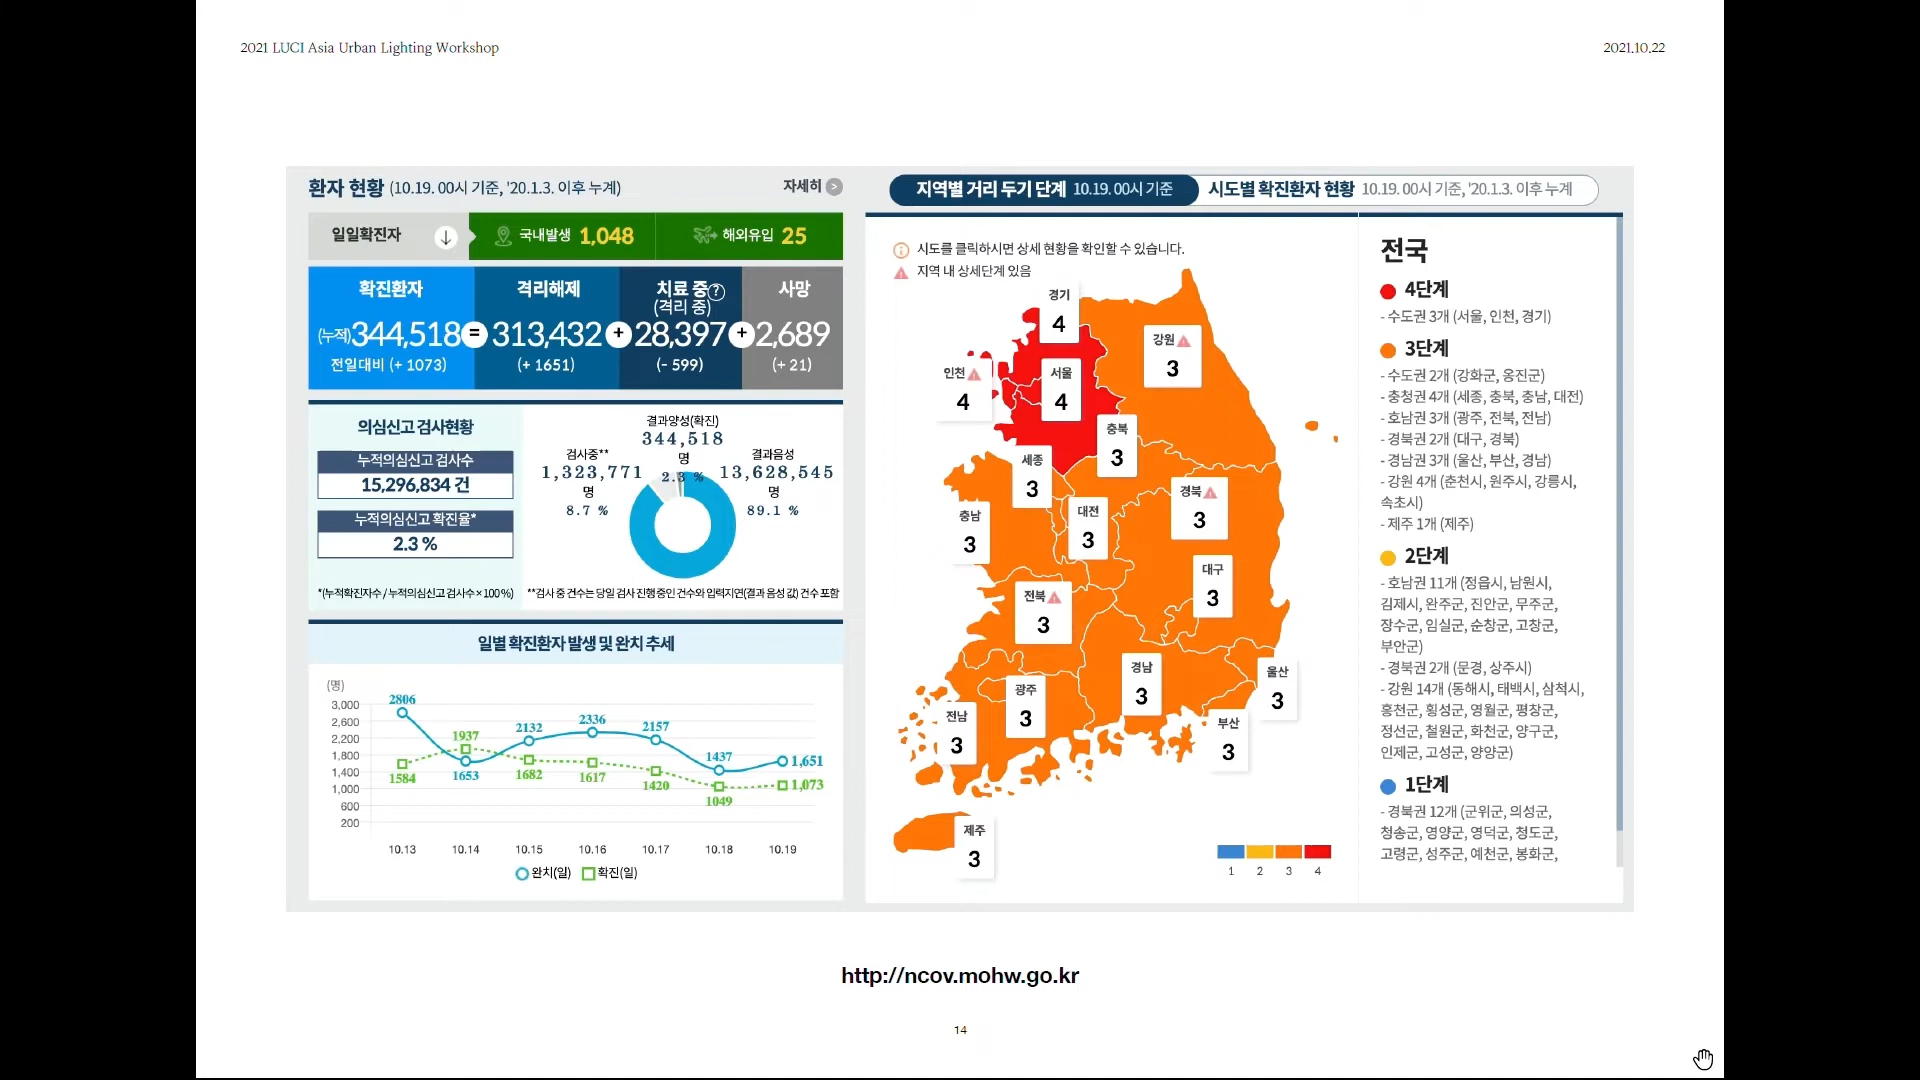 2021 LUCI Asia Urban Lighting Workshop
2021.10.22
환자 현황 (10.19. 00시 기준, '20.1.3. 이후 누계)
자세히 >
일일확진자 ↓
국내발생 1,048
해외유입 25
확진환자
(누적)344,518
전일대비 (+ 1073)
=
격리해제
313,432
(+ 1651)
+
치료 중?
(격리 중)
28,397
(- 599)
+
사망
2,689
(+ 21)
의심신고 검사현황
누적의심신고 검사수
15,296,834 건
누적의심신고 확진율*
2.3 %
*(누적확진자수 / 누적의심신고 검사수 × 100 %)
결과양성(확진)
344,518
명
2.3 %
검사중**
1,323,771
명
8.7 %
결과음성
13,628,545
명
89.1 %
**검사 중 건수는 당일 검사 진행 중인 건수와 입력지연(결과 음성 값) 건수 포함
일별 확진환자 발생 및 완치 추세
(명)
3,000
2,600
2,200
1,800
1,400
1,000
600
200
2806
1653
2132
2336
2157
1437
1,651
1584
1937
1682
1617
1420
1049
1,073
10.13 10.14 10.15 10.16 10.17 10.18 10.19
완치(일) 확진(일)
지역별 거리 두기 단계 10.19. 00시 기준
시도별 확진환자 현황 10.19. 00시 기준, '20.1.3. 이후 누계
시도를 클릭하시면 상세 현황을 확인할 수 있습니다.
지역 내 상세단계 있음
경기
4
강원
3
인천
4
서울
4
충북
3
세종
3
경북
3
충남
3
대전
3
대구
3
전북
3
경남
3
울산
3
광주
3
전남
3
부산
3
제주
3
1 2 3 4
전국
4단계
- 수도권 3개 (서울, 인천, 경기)
3단계
- 수도권 2개 (강화군, 옹진군)
- 충청권 4개 (세종, 충북, 충남, 대전)
- 호남권 3개 (광주, 전북, 전남)
- 경북권 2개 (대구, 경북)
- 경남권 3개 (울산, 부산, 경남)
- 강원 4개 (춘천시, 원주시, 강릉시,
속초시)
- 제주 1개 (제주)
2단계
- 호남권 11개 (정읍시, 남원시,
김제시, 완주군, 진안군, 무주군,
장수군, 임실군, 순창군, 고창군,
부안군)
- 경북권 2개 (문경, 상주시)
- 강원 14개 (동해시, 태백시, 삼척시,
홍천군, 횡성군, 영월군, 평창군,
정선군, 철원군, 화천군, 양구군,
인제군, 고성군, 양양군)
1단계
- 경북권 12개 (군위군, 의성군,
청송군, 영양군, 영덕군, 청도군,
고령군, 성주군, 예천군, 봉화군,
http://ncov.mohw.go.kr
14